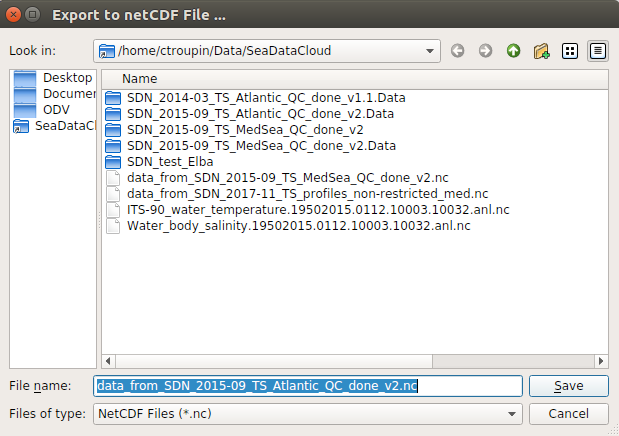 Export to netCDF File ...
Look in:
/home/ctroupin/Data/SeaDataCloud
Desktop
Documen
ODV
SeaDataCl
Name
SDN_2014-03_TS_Atlantic_QC_done_v1.1.Data
SDN_2015-09_TS_Atlantic_QC_done_v2.Data
SDN_2015-09_TS_MedSea_QC_done_v2
SDN_2015-09_TS_MedSea_QC_done_v2.Data
SDN_test_Elba
data_from_SDN_2015-09_TS_MedSea_QC_done_v2.nc
data_from_SDN_2017-11_TS_profiles_non-restricted_med.nc
ITS-90_water_temperature.19502015.0112.10003.10032.anl.nc
Water_body_salinity.19502015.0112.10003.10032.anl.nc
File name:
data_from_SDN_2015-09_TS_Atlantic_QC_done_v2.nc
Save
Files of type:
NetCDF Files (*.nc)
Cancel